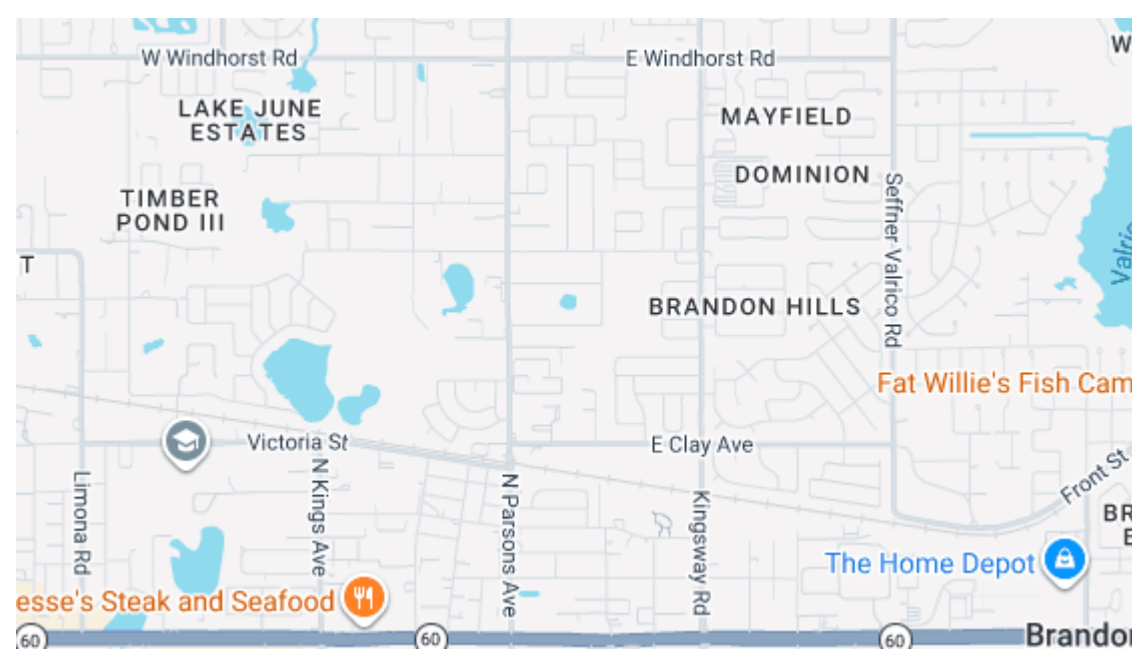 W Windhorst Rd
E Windhorst Rd
W
LAKE JUNE
ESTATES
MAYFIELD
DOMINION
TIMBER
POND III
Seffner Valrico Rd
Valric
T
BRANDON HILLS
Fat Willie's Fish Cam
Victoria St
E Clay Ave
Front St
Limona Rd
N Kings Ave
N Parsons Ave
Kingsway Rd
BR
E
The Home Depot
esse's Steak and Seafood
60
60
60
Brandon